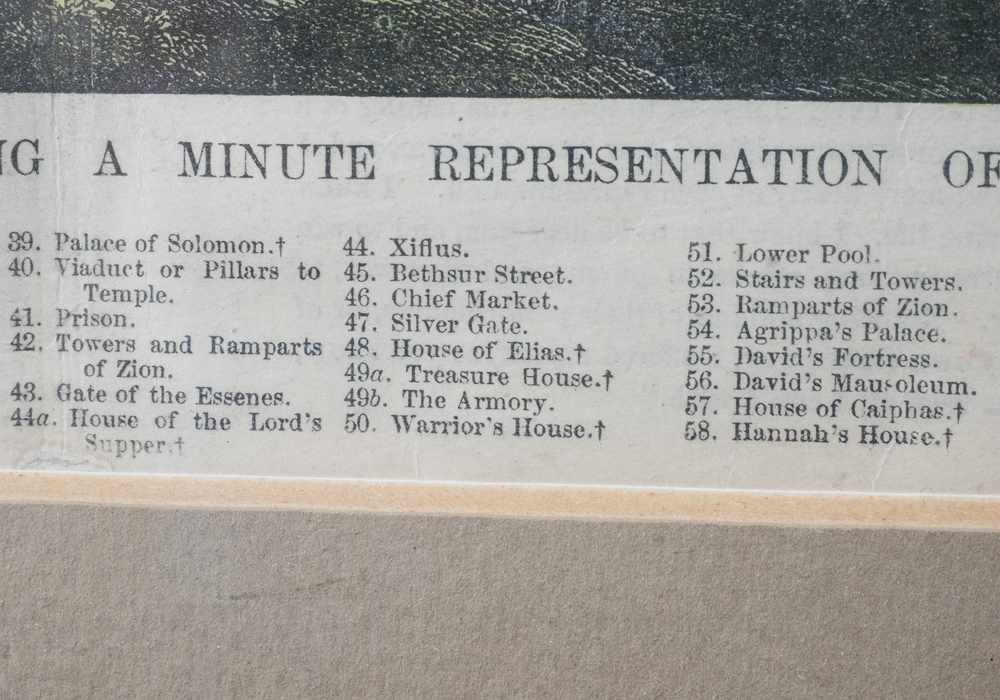 NG A MINUTE REPRESENTATION OF
39. Palace of Solomon.†
40. Viaduct or Pillars to
Temple.
41. Prison.
42. Towers and Ramparts
of Zion.
43. Gate of the Essenes.
44a. House of the Lord's
Supper.†
44. Xiflus.
45. Bethsur Street.
46. Chief Market.
47. Silver Gate.
48. House of Elias.†
49a. Treasure House.†
49b. The Armory.
50. Warrior's House.†
51. Lower Pool.
52. Stairs and Towers.
53. Ramparts of Zion.
54. Agrippa's Palace.
55. David's Fortress.
56. David's Mausoleum.
57. House of Caiphas.†
58. Hannah's House.†